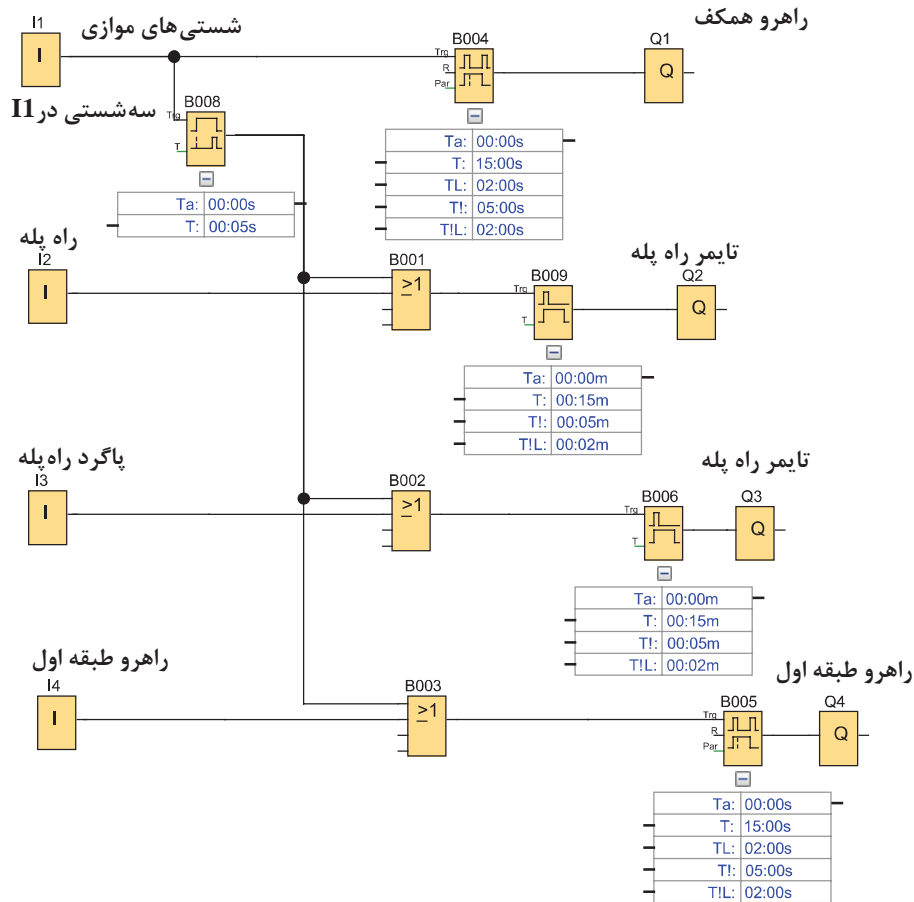 I1
شستی‌های موازی
راهرو همکف
I
B004
Trg
R
Par
Q1
Q
سه‌شستی در I1
B008
Trg
T
Ta: 00:00s
T: 15:00s
TL: 02:00s
T!: 05:00s
T!L: 02:00s
Ta: 00:00s
T: 00:05s
راه پله
I2
I
B001
≥1
تایمر راه پله
B009
Trg
T
Q2
Q
Ta: 00:00m
T: 00:15m
T!: 00:05m
T!L: 00:02m
پاگرد راه‌پله
I3
I
B002
≥1
تایمر راه پله
B006
Trg
T
Q3
Q
Ta: 00:00m
T: 00:15m
T!: 00:05m
T!L: 00:02m
راهرو طبقه اول
I4
I
B003
≥1
راهرو طبقه اول
B005
Trg
R
Par
Q4
Q
Ta: 00:00s
T: 15:00s
TL: 02:00s
T!: 05:00s
T!L: 02:00s